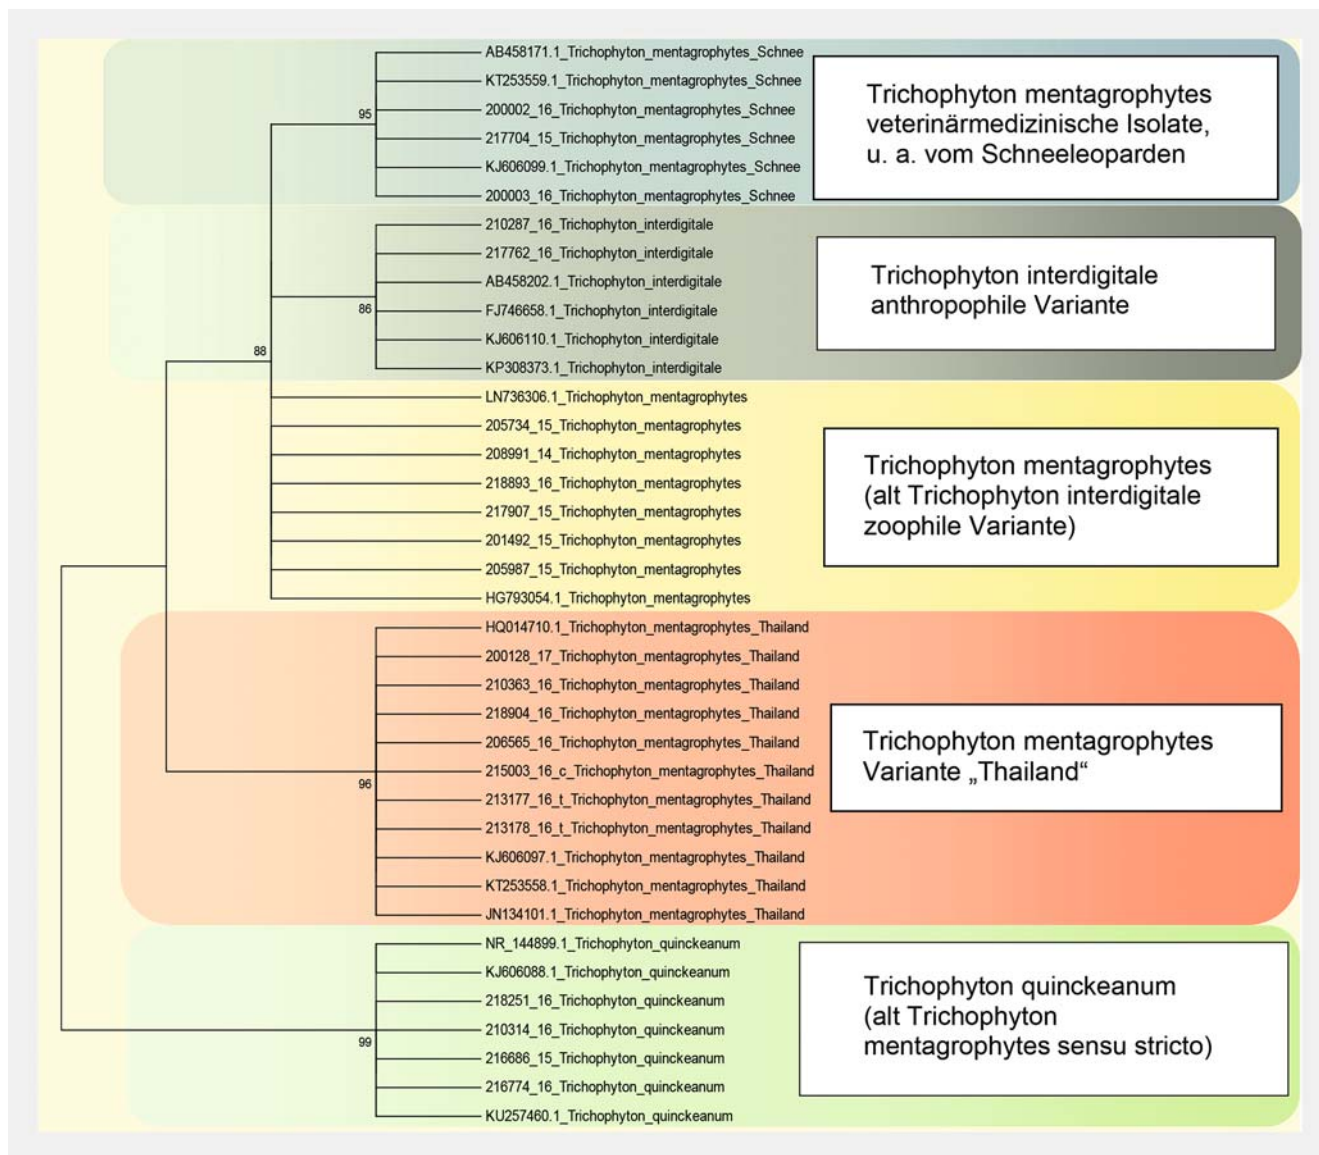 AB458171.1_Trichophyton_mentagrophytes_Schnee
KT253559.1_Trichophyton_mentagrophytes_Schnee
95
200002_16_Trichophyton_mentagrophytes_Schnee
217704_15_Trichophyton_mentagrophytes_Schnee
KJ606099.1_Trichophyton_mentagrophytes_Schnee
200003_16_Trichophyton_mentagrophytes_Schnee
Trichophyton mentagrophytes
veterinärmedizinische Isolate,
u. a. vom Schneeleoparden
210287_16_Trichophyton_interdigitale
217762_16_Trichophyton_interdigitale
AB458202.1_Trichophyton_interdigitale
86
FJ746658.1_Trichophyton_interdigitale
KJ606110.1_Trichophyton_interdigitale
88
KP308373.1_Trichophyton_interdigitale
Trichophyton interdigitale
anthropophile Variante
LN736306.1_Trichophyton_mentagrophytes
205734_15_Trichophyton_mentagrophytes
208991_14_Trichophyton_mentagrophytes
218893_16_Trichophyton_mentagrophytes
217907_15_Trichophyten_mentagrophytes
201492_15_Trichophyton_mentagrophytes
205987_15_Trichophyton_mentagrophytes
HG793054.1_Trichophyton_mentagrophytes
Trichophyton mentagrophytes
(alt Trichophyton interdigitale
zoophile Variante)
HQ014710.1_Trichophyton_mentagrophytes_Thailand
200128_17_Trichophyton_mentagrophytes_Thailand
210363_16_Trichophyton_mentagrophytes_Thailand
218904_16_Trichophyton_mentagrophytes_Thailand
206565_16_Trichophyton_mentagrophytes_Thailand
215003_16_c_Trichophyton_mentagrophytes_Thailand
96
213177_16_t_Trichophyton_mentagrophytes_Thailand
213178_16_t_Trichophyton_mentagrophytes_Thailand
KJ606097.1_Trichophyton_mentagrophytes_Thailand
KT253558.1_Trichophyton_mentagrophytes_Thailand
JN134101.1_Trichophyton_mentagrophytes_Thailand
Trichophyton mentagrophytes
Variante „Thailand“
NR_144899.1_Trichophyton_quinckeanum
KJ606088.1_Trichophyton_quinckeanum
218251_16_Trichophyton_quinckeanum
210314_16_Trichophyton_quinckeanum
99
216686_15_Trichophyton_quinckeanum
216774_16_Trichophyton_quinckeanum
KU257460.1_Trichophyton_quinckeanum
Trichophyton quinckeanum
(alt Trichophyton
mentagrophytes sensu stricto)